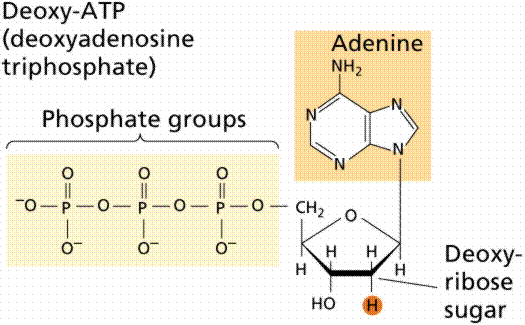 Deoxy-ATP
(deoxyadenosine
triphosphate)
Adenine
NH₂
N
N
N
N
Phosphate groups
O O O
⁻O P O P O P O CH₂ O
O⁻ O⁻ O⁻
H H H H
HO H
Deoxy-
ribose
sugar